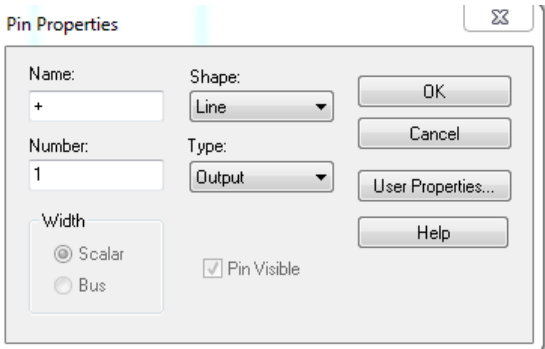 Pin Properties
Name:
+
Shape:
Line
OK
Number:
1
Type:
Output
Cancel
User Properties...
Width
Scalar
Bus
Pin Visible
Help